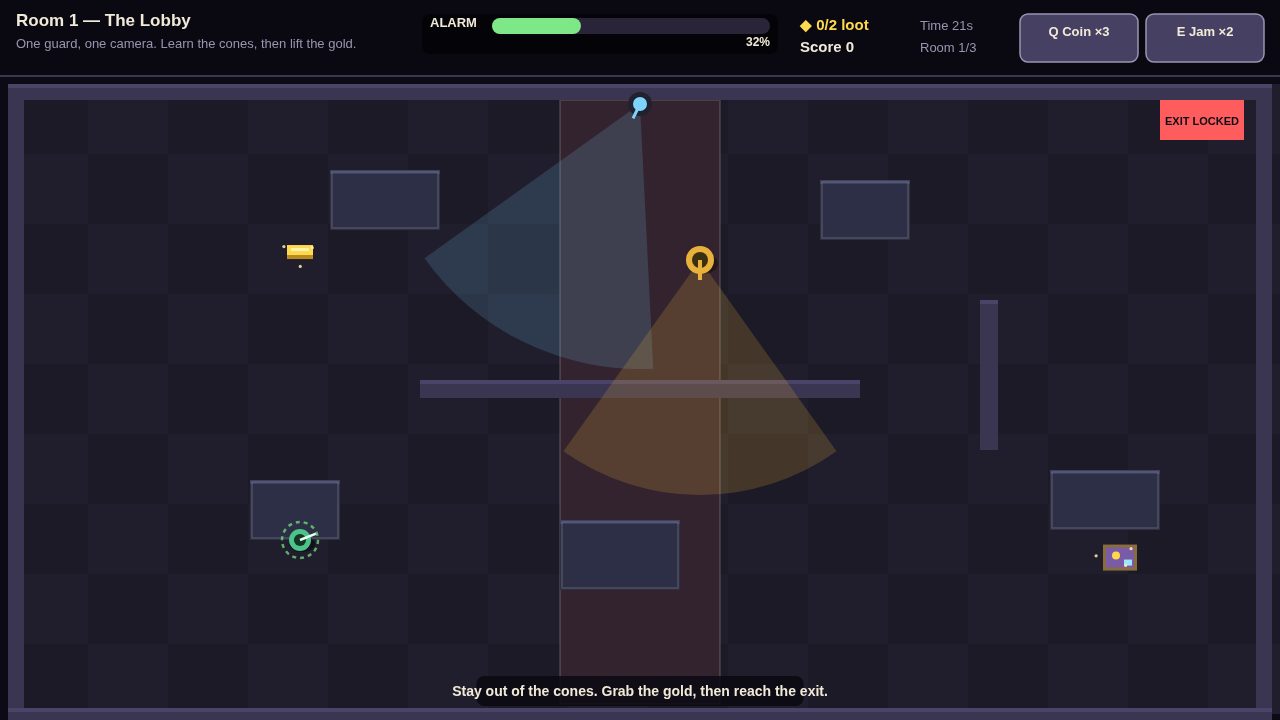 Room 1 — The Lobby
One guard, one camera. Learn the cones, then lift the gold.
ALARM
32%
◆ 0/2 loot
Score 0
Time 21s
Room 1/3
Q Coin ×3
E Jam ×2
EXIT LOCKED
Stay out of the cones. Grab the gold, then reach the exit.